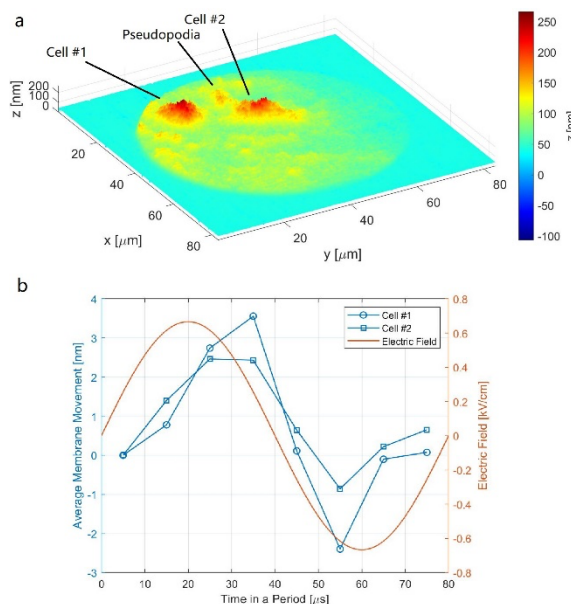 a
Cell #1
Pseudopodia
Cell #2
z [nm]
200
100
0
20
40
60
80
x [μm]
20
40
60
80
y [μm]
250
200
150
100
50
0
-50
-100
z [nm]
b
Average Membrane Movement [nm]
4
3
2
1
0
-1
-2
-3
Cell #1
Cell #2
Electric Field
0.8
0.6
0.4
0.2
0
-0.2
-0.4
-0.6
-0.8
Electric Field [kV/cm]
0 10 20 30 40 50 60 70 80
Time in a Period [μs]